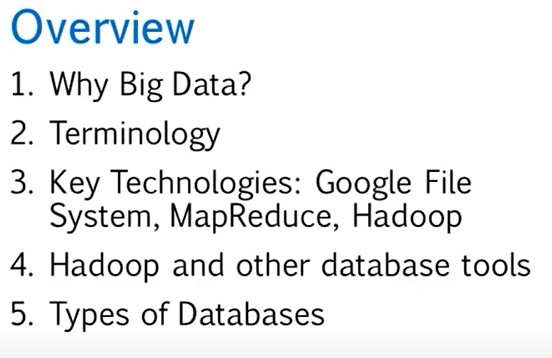 Overview
1. Why Big Data?
2. Terminology
3. Key Technologies: Google File
System, MapReduce, Hadoop
4. Hadoop and other database tools
5. Types of Databases